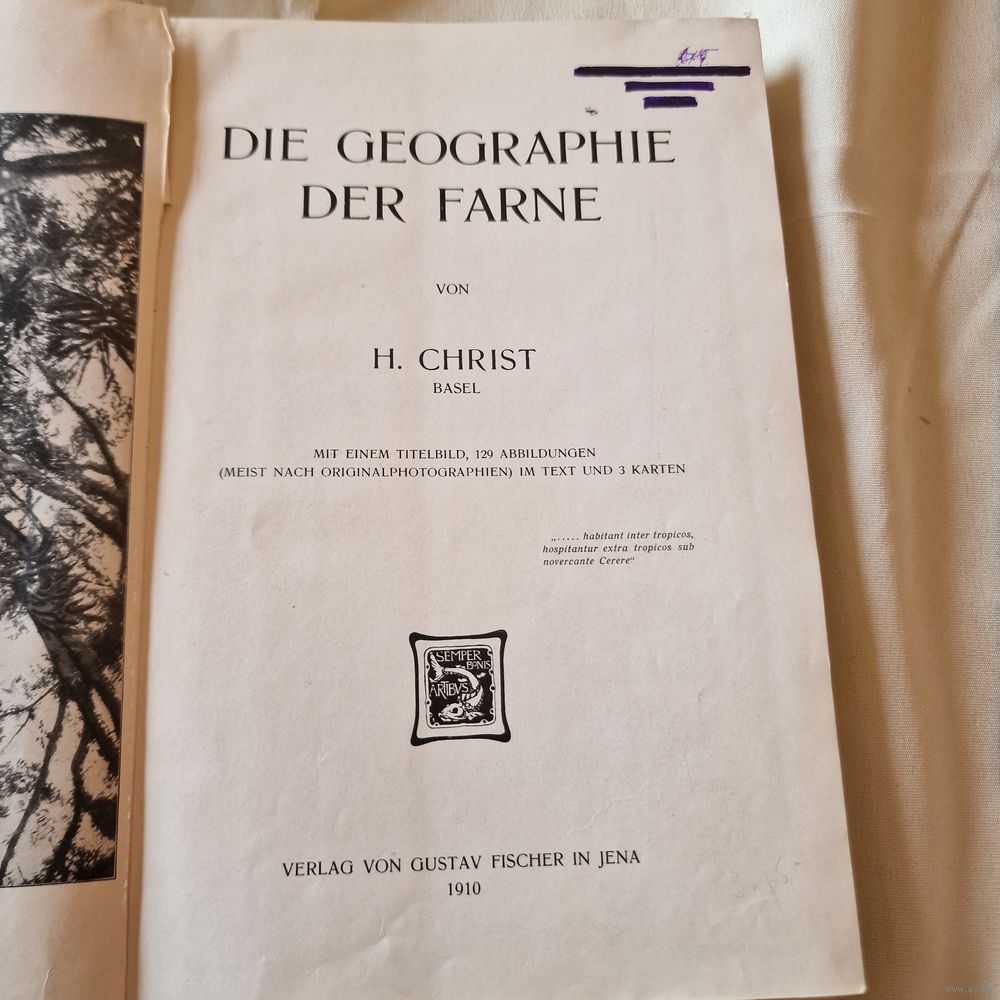 DIE GEOGRAPHIE
DER FARNE
VON
H. CHRIST
BASEL
MIT EINEM TITELBILD, 129 ABBILDUNGEN
(MEIST NACH ORIGINALPHOTOGRAPHIEN) IM TEXT UND 3 KARTEN
„..... habitant inter tropicos,
hospitantur extra tropicos sub
novercante Cerere“
SEMPER
BONIS
ARTIBVS
VERLAG VON GUSTAV FISCHER IN JENA
1910